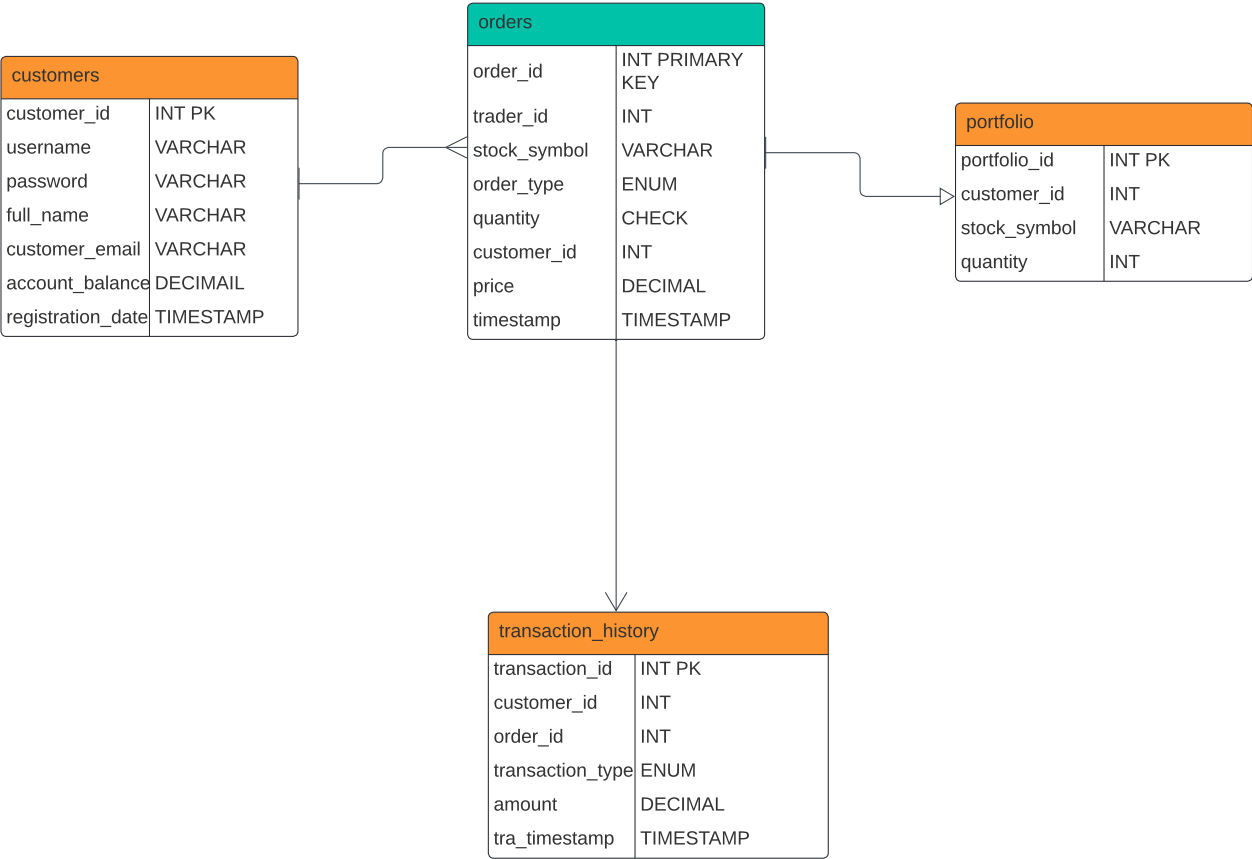 orders
order_id INT PRIMARY
KEY
trader_id INT
stock_symbol VARCHAR
order_type ENUM
quantity CHECK
customer_id INT
price DECIMAL
timestamp TIMESTAMP
customers
customer_id INT PK
username VARCHAR
password VARCHAR
full_name VARCHAR
customer_email VARCHAR
account_balance DECIMAIL
registration_date TIMESTAMP
portfolio
portfolio_id INT PK
customer_id INT
stock_symbol VARCHAR
quantity INT
transaction_history
transaction_id INT PK
customer_id INT
order_id INT
transaction_type ENUM
amount DECIMAL
tra_timestamp TIMESTAMP